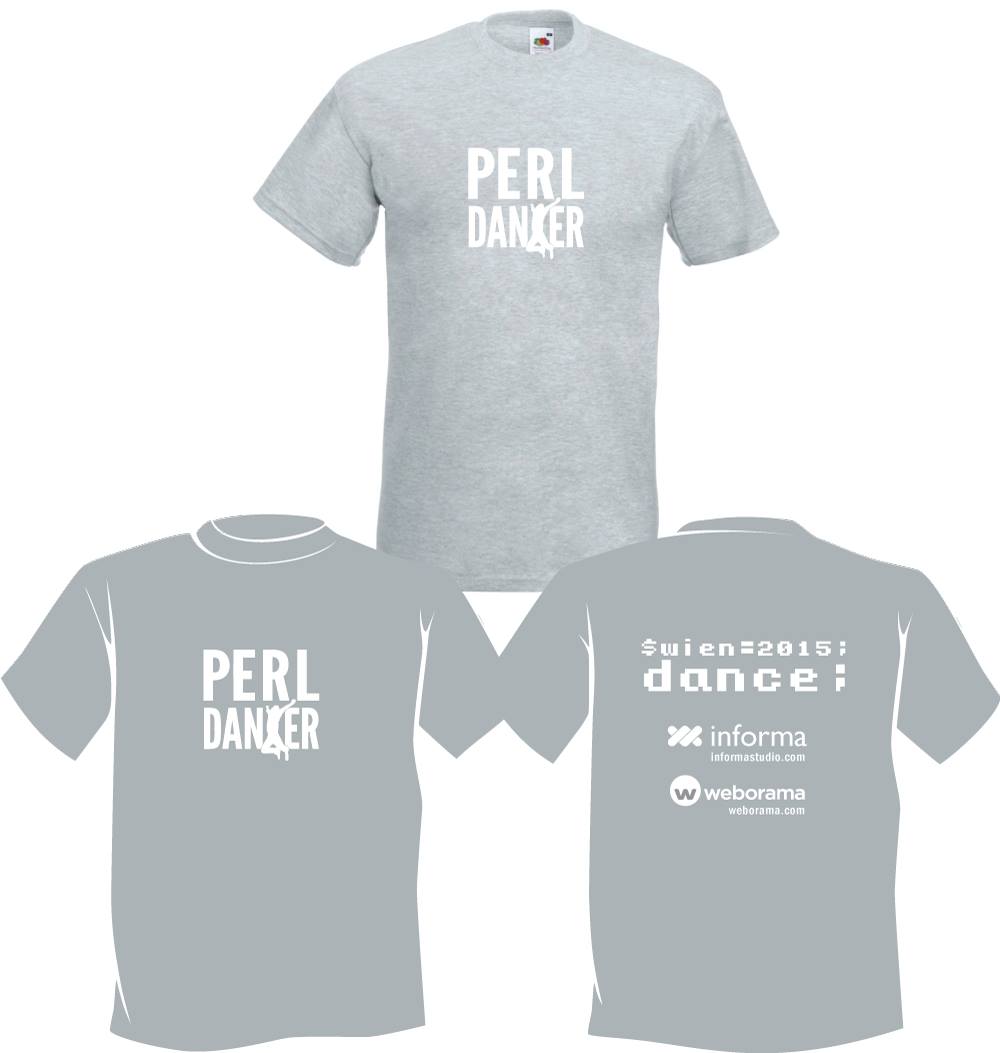 PERL
DANCER
PERL
DANCER
$wien=2015;
dance;
informa
informastudio.com
w weborama
weborama.com